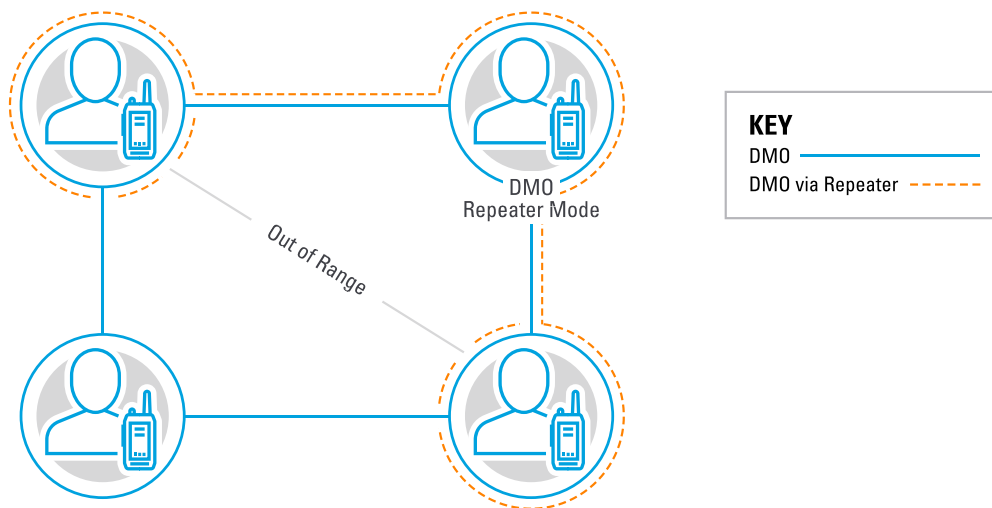 DMO
Repeater Mode
Out of Range
KEY
DMO
DMO via Repeater